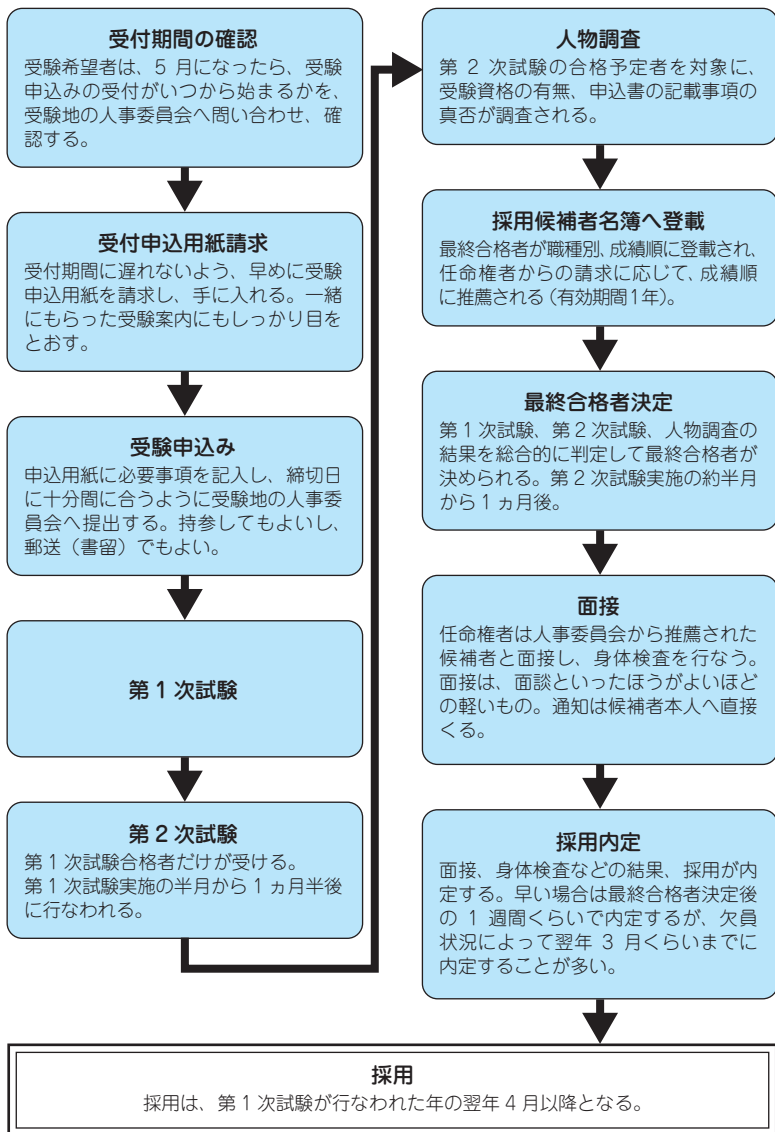 受付期間の確認
受験希望者は、5 月になったら、受験
申込みの受付がいつから始まるかを、
受験地の人事委員会へ問い合わせ、確
認する。
受付申込用紙請求
受付期間に遅れないよう、早めに受験
申込用紙を請求し、手に入れる。一緒
にもらった受験案内にもしっかり目を
とおす。
受験申込み
申込用紙に必要事項を記入し、締切日
に十分間に合うように受験地の人事委
員会へ提出する。持参してもよいし、
郵送（書留）でもよい。
第 1 次試験
第 2 次試験
第 1 次試験合格者だけが受ける。
第 1 次試験実施の半月から 1 ヵ月半後
に行なわれる。
人物調査
第 2 次試験の合格予定者を対象に、
受験資格の有無、申込書の記載事項の
真否が調査される。
採用候補者名簿へ登載
最終合格者が職種別、成績順に登載され、
任命権者からの請求に応じて、成績順
に推薦される（有効期間1年）。
最終合格者決定
第 1 次試験、第 2 次試験、人物調査の
結果を総合的に判定して最終合格者が
決められる。第 2 次試験実施の約半月
から 1 ヵ月後。
面接
任命権者は人事委員会から推薦された
候補者と面接し、身体検査を行なう。
面接は、面談といったほうがよいほど
の軽いもの。通知は候補者本人へ直接
くる。
採用内定
面接、身体検査などの結果、採用が内
定する。早い場合は最終合格者決定後
の 1 週間くらいで内定するが、欠員
状況によって翌年 3 月くらいまでに
内定することが多い。
採用
採用は、第 1 次試験が行なわれた年の翌年 4 月以降となる。